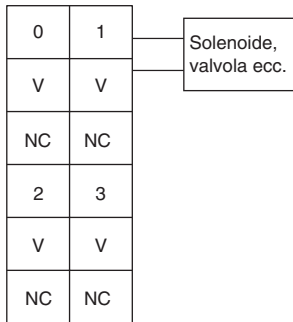 0 1
Solenoide,
valvola ecc.
V V
NC NC
2 3
V V
NC NC